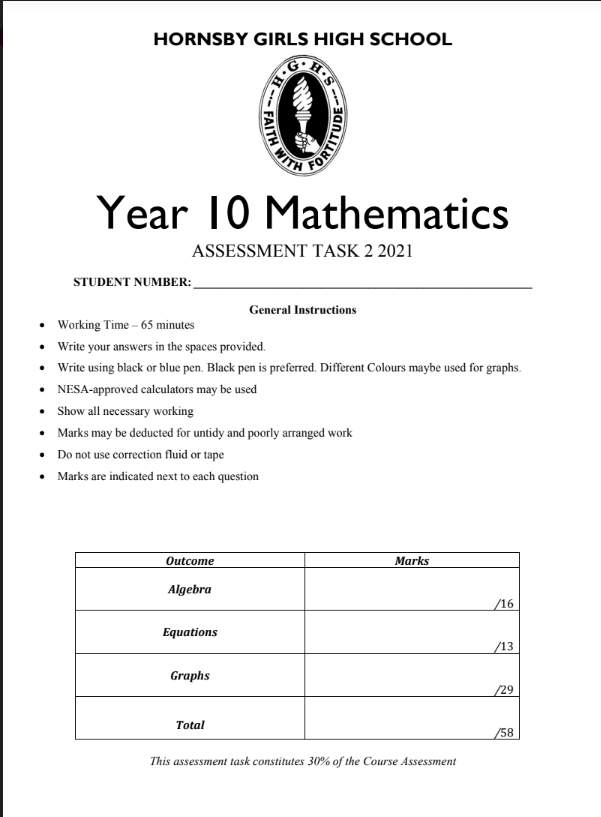 HORNSBY GIRLS HIGH SCHOOL
H·G·H·S
FAITH WITH FORTITUDE
Year 10 Mathematics
ASSESSMENT TASK 2 2021
STUDENT NUMBER:
General Instructions
• Working Time – 65 minutes
• Write your answers in the spaces provided.
• Write using black or blue pen. Black pen is preferred. Different Colours maybe used for graphs.
• NESA-approved calculators may be used
• Show all necessary working
• Marks may be deducted for untidy and poorly arranged work
• Do not use correction fluid or tape
• Marks are indicated next to each question
Outcome Marks
Algebra /16
Equations /13
Graphs /29
Total /58
This assessment task constitutes 30% of the Course Assessment